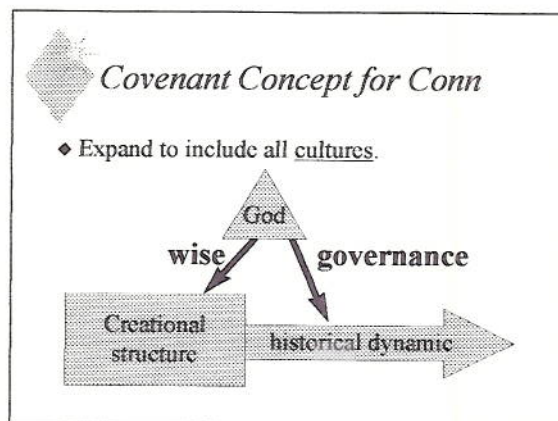 Covenant Concept for Conn
◆ Expand to include all cultures.
God
wise governance
Creational
structure
historical dynamic